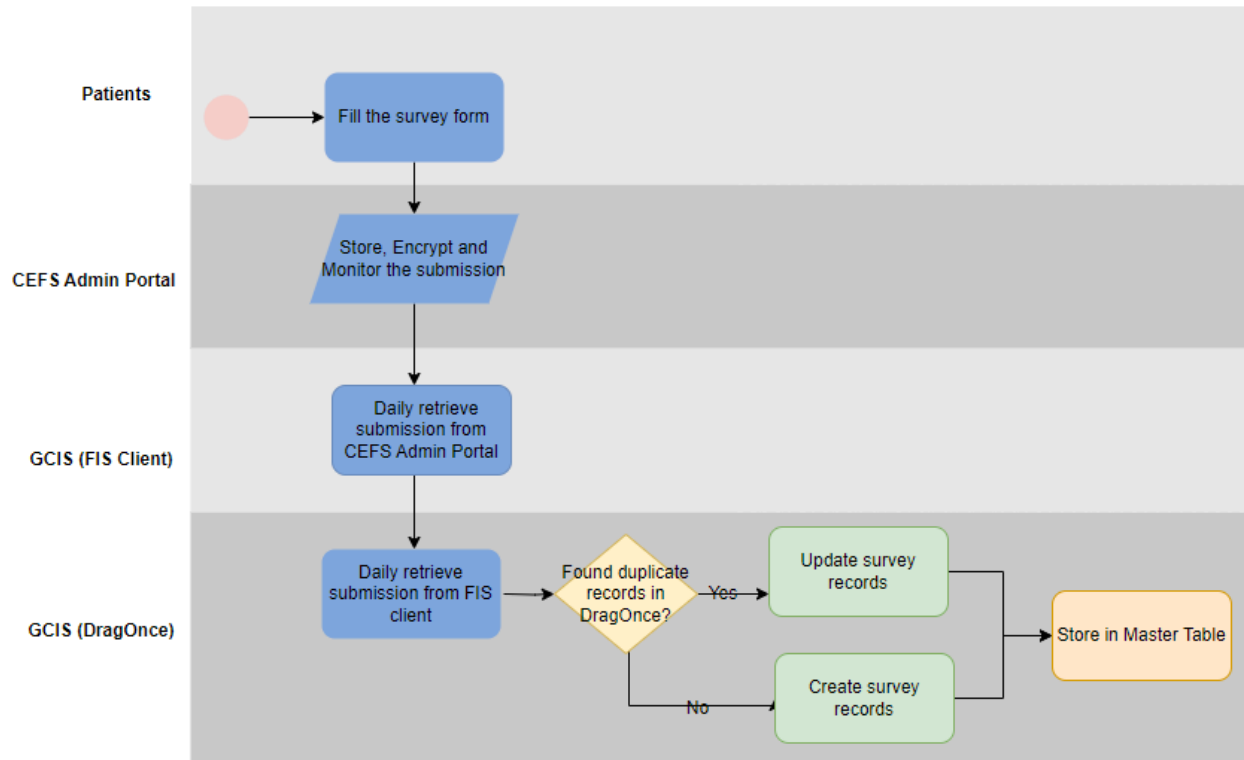 Patients
Fill the survey form
CEFS Admin Portal
Store, Encrypt and
Monitor the submission
GCIS (FIS Client)
Daily retrieve
submission from
CEFS Admin Portal
GCIS (DragOnce)
Daily retrieve
submission from FIS
client
Found duplicate
records in
DragOnce?
Yes
Update survey
records
No
Create survey
records
Store in Master Table